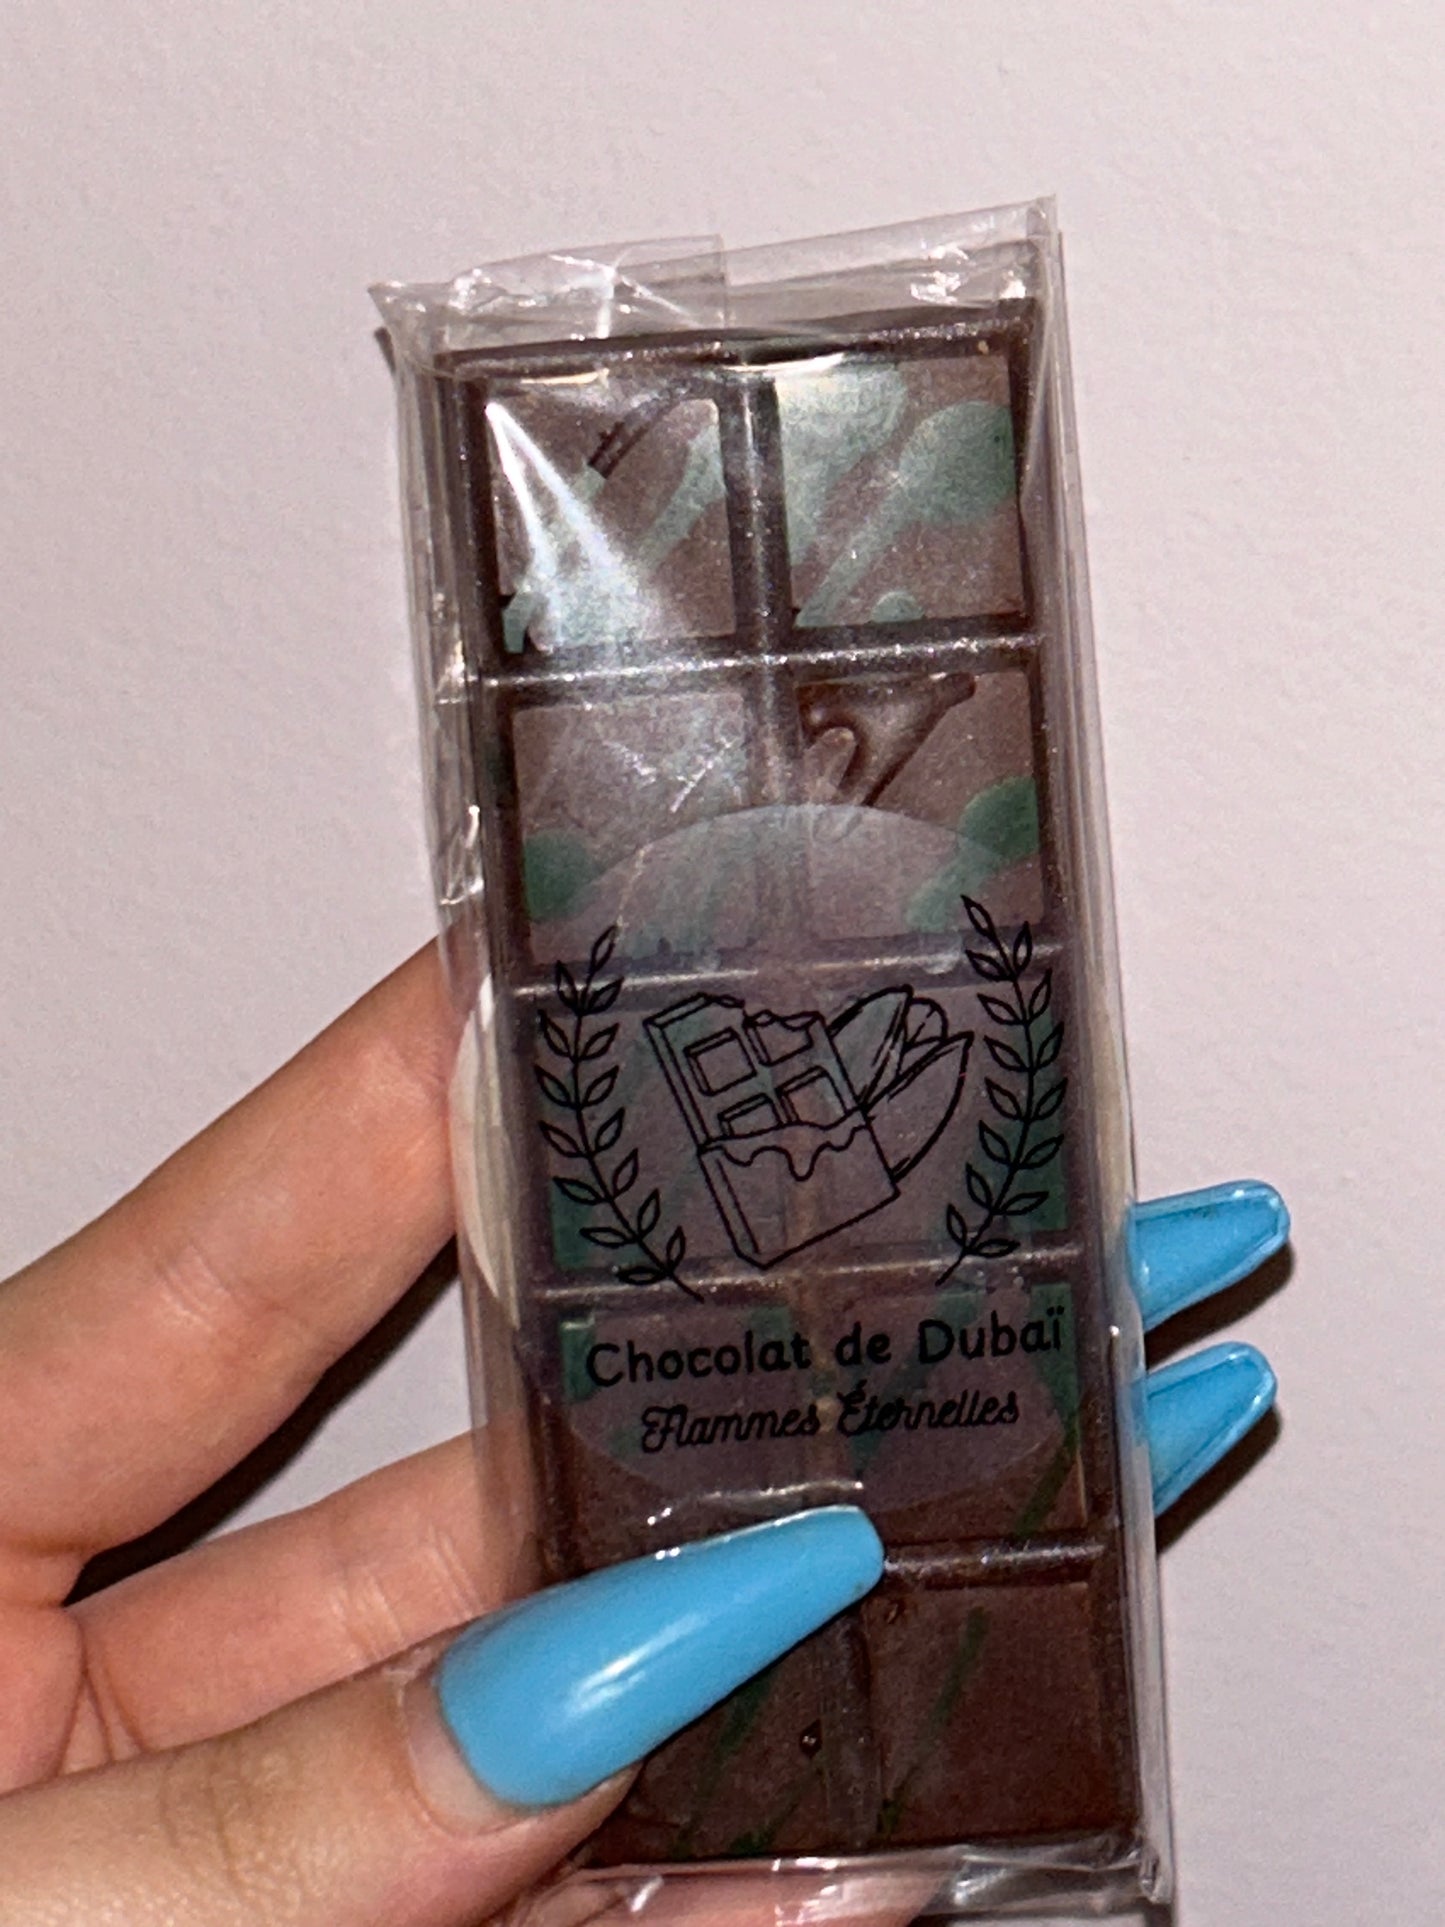 Chocolat de Dubaï
Flammes Éternelles